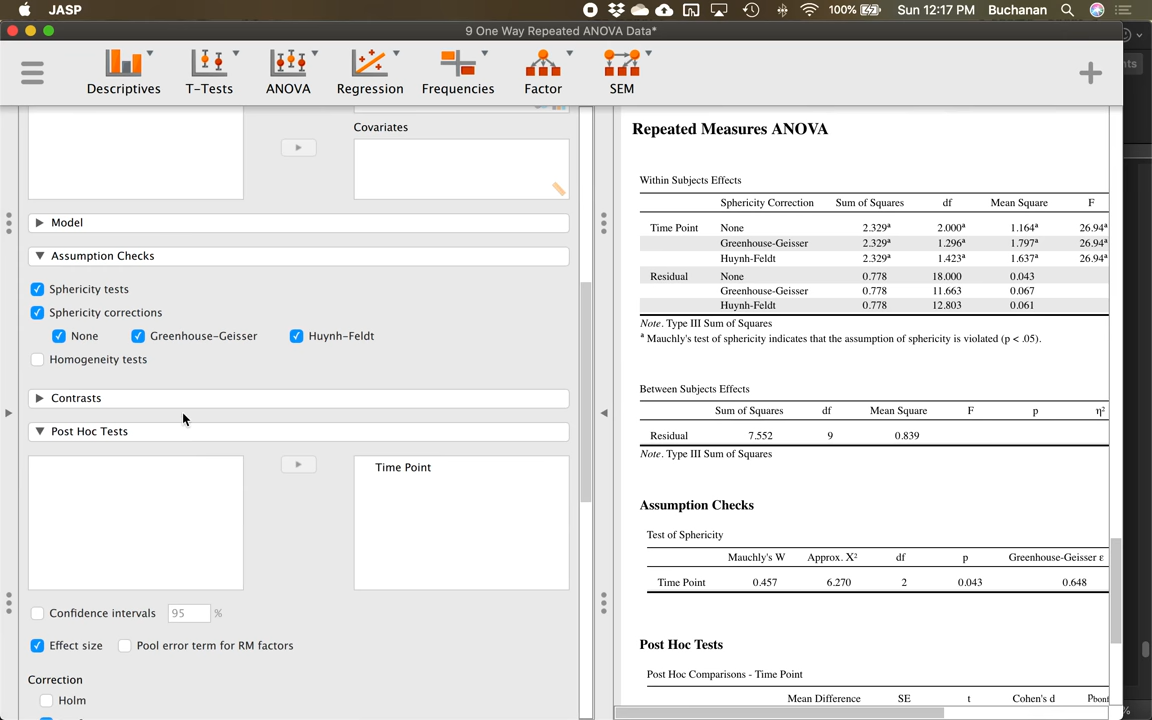 JASP 100% Sun 12:17 PM Buchanan
9 One Way Repeated ANOVA Data*
Descriptives T-Tests ANOVA Regression Frequencies Factor SEM
Covariates
Model
Assumption Checks
Sphericity tests
Sphericity corrections
None Greenhouse-Geisser Huynh-Feldt
Homogeneity tests
Contrasts
Post Hoc Tests
Time Point
Confidence intervals 95 %
Effect size Pool error term for RM factors
Correction
Holm
Repeated Measures ANOVA
Within Subjects Effects
Sphericity Correction Sum of Squares df Mean Square F
Time Point None 2.329ᵃ 2.000ᵃ 1.164ᵃ 26.94ᵃ
Greenhouse-Geisser 2.329ᵃ 1.296ᵃ 1.797ᵃ 26.94ᵃ
Huynh-Feldt 2.329ᵃ 1.423ᵃ 1.637ᵃ 26.94ᵃ
Residual None 0.778 18.000 0.043
Greenhouse-Geisser 0.778 11.663 0.067
Huynh-Feldt 0.778 12.803 0.061
Note. Type III Sum of Squares
ᵃ Mauchly's test of sphericity indicates that the assumption of sphericity is violated (p < .05).
Between Subjects Effects
Sum of Squares df Mean Square F p η²
Residual 7.552 9 0.839
Note. Type III Sum of Squares
Assumption Checks
Test of Sphericity
Mauchly's W Approx. X² df p Greenhouse-Geisser ε
Time Point 0.457 6.270 2 0.043 0.648
Post Hoc Tests
Post Hoc Comparisons - Time Point
Mean Difference SE t Cohen's d